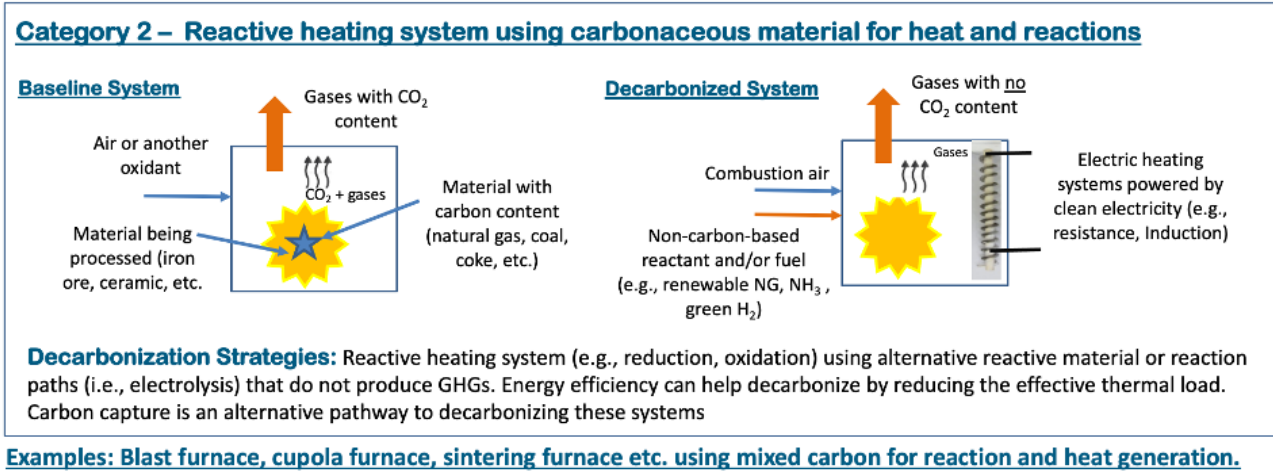 Category 2 – Reactive heating system using carbonaceous material for heat and reactions
Baseline System
Gases with CO₂
content
Air or another
oxidant
CO₂ + gases
Material with
carbon content
(natural gas, coal,
coke, etc.)
Material being
processed (iron
ore, ceramic, etc.
Decarbonized System
Gases with no
CO₂ content
Gases
Combustion air
Non-carbon-based
reactant and/or fuel
(e.g., renewable NG, NH₃ ,
green H₂)
Electric heating
systems powered by
clean electricity (e.g.,
resistance, Induction)
Decarbonization Strategies: Reactive heating system (e.g., reduction, oxidation) using alternative reactive material or reaction
paths (i.e., electrolysis) that do not produce GHGs. Energy efficiency can help decarbonize by reducing the effective thermal load.
Carbon capture is an alternative pathway to decarbonizing these systems
Examples: Blast furnace, cupola furnace, sintering furnace etc. using mixed carbon for reaction and heat generation.